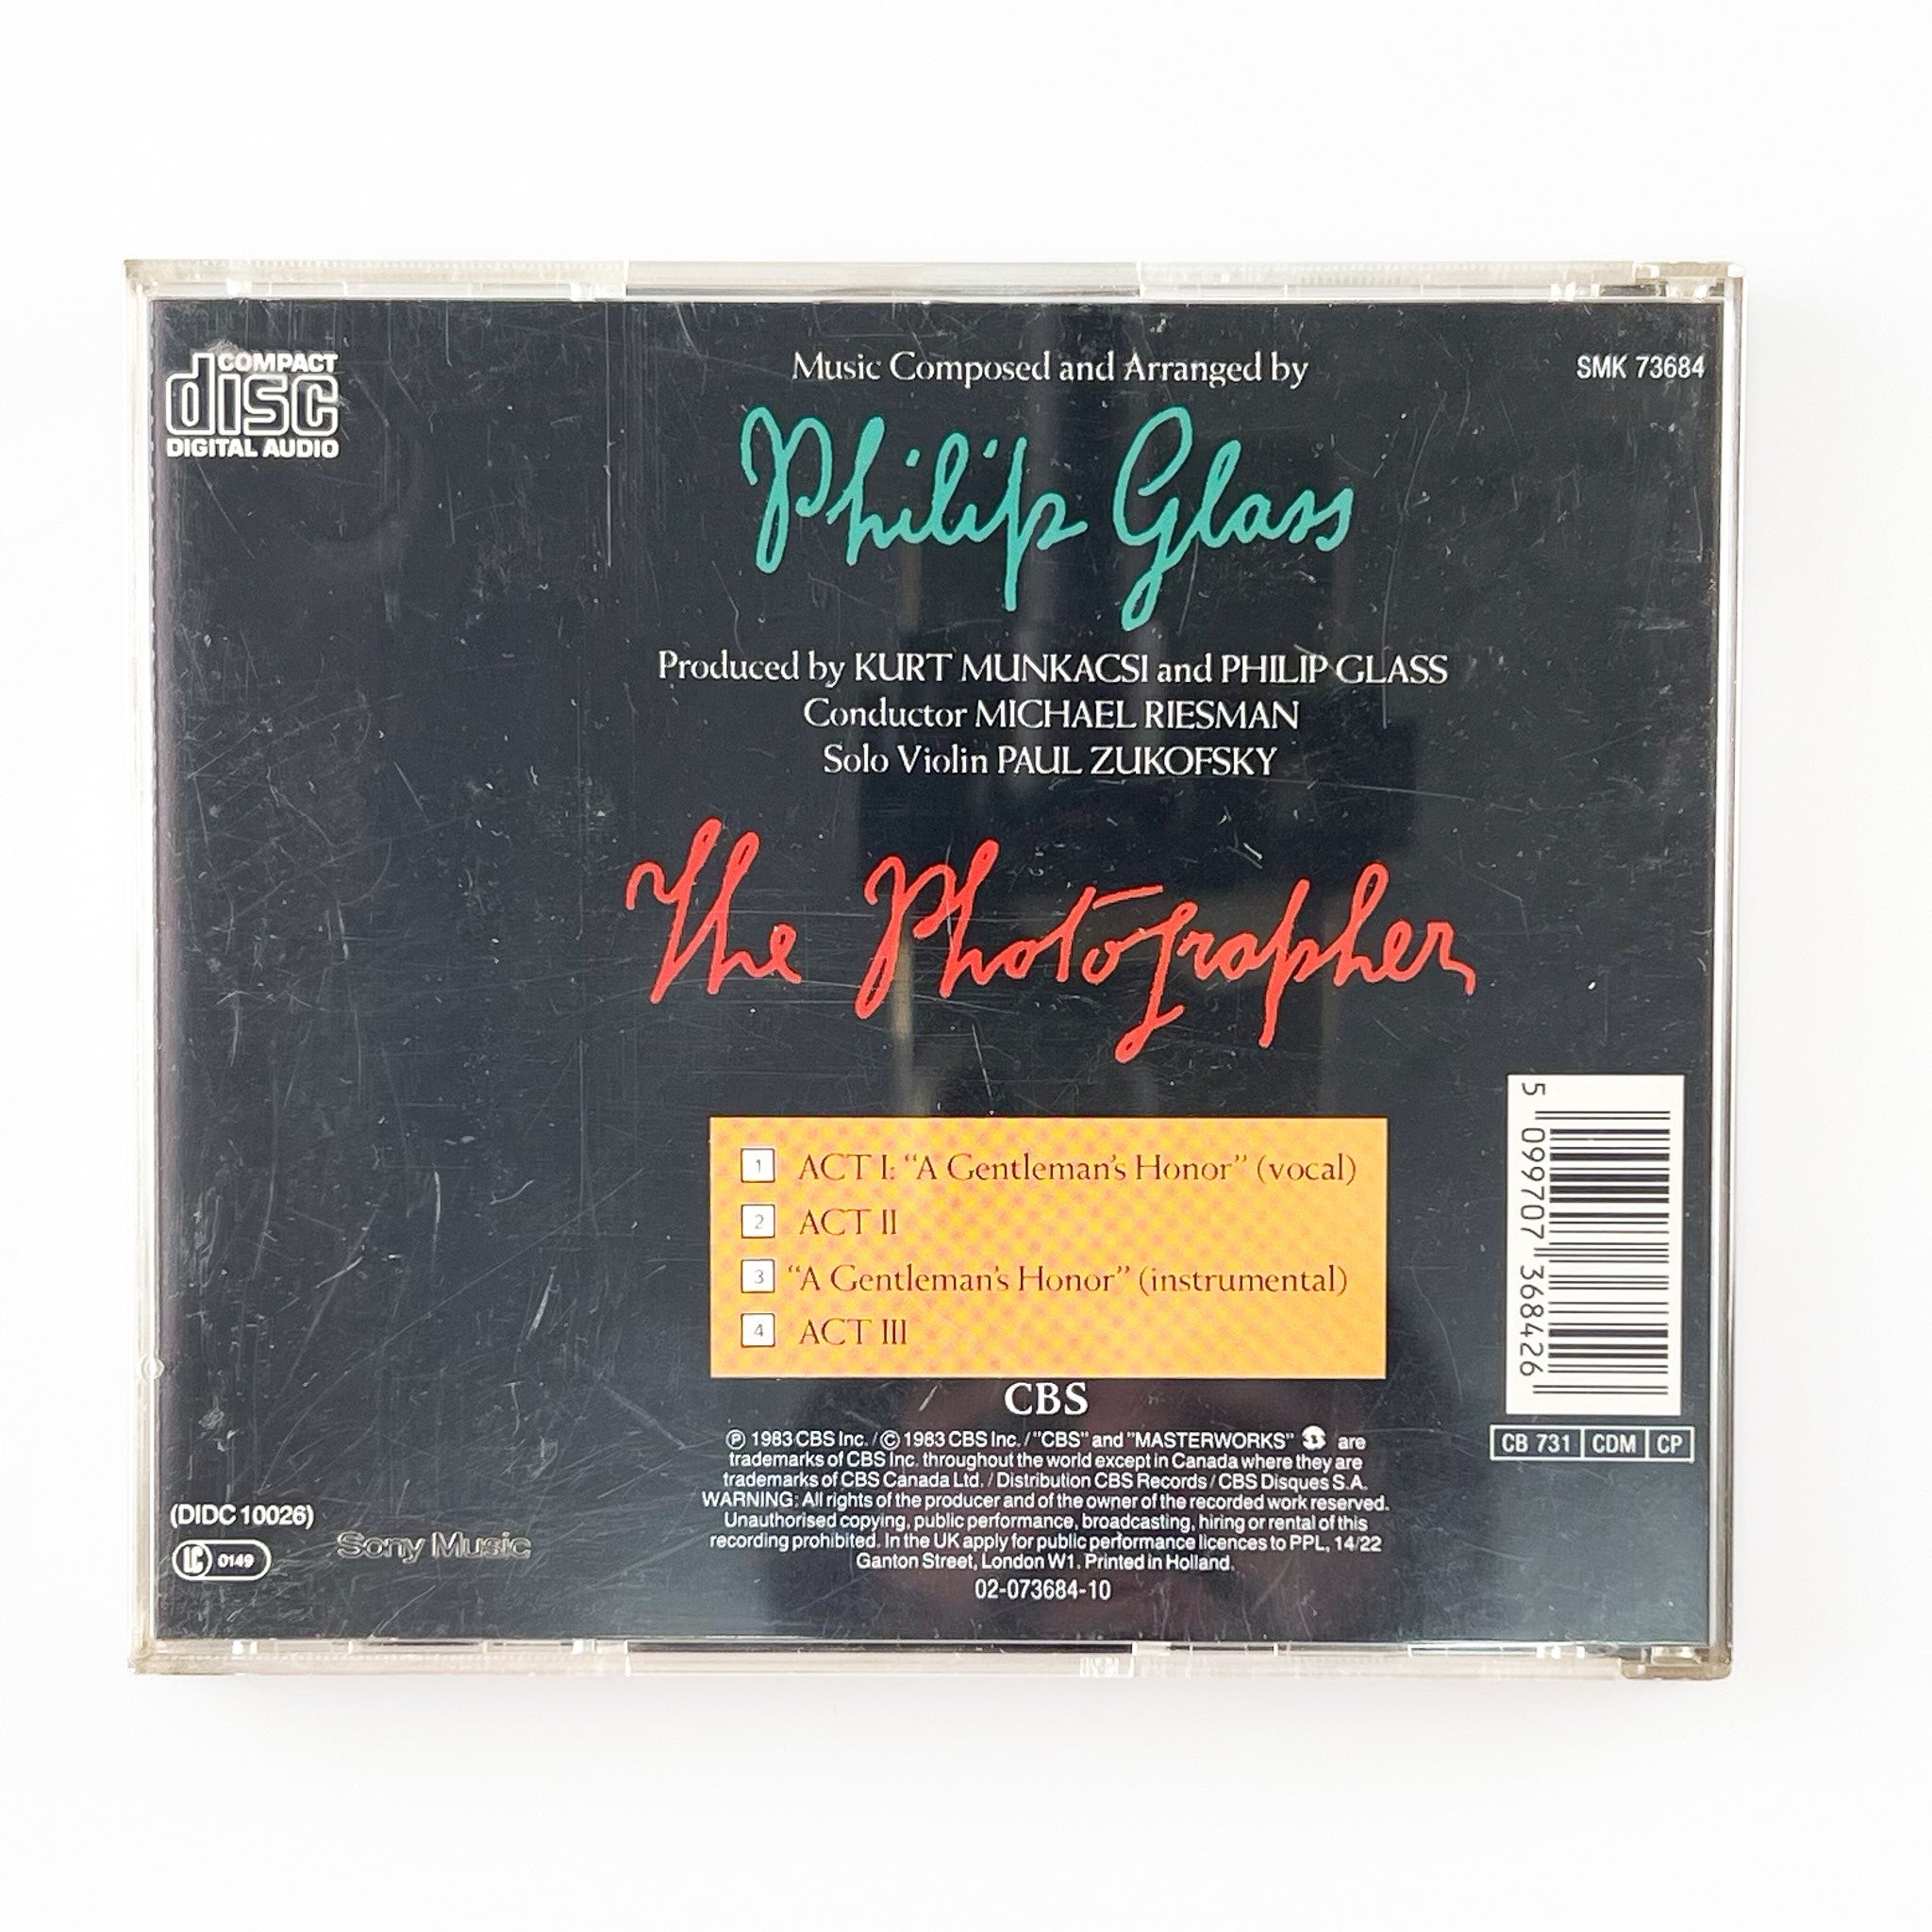 COMPACT
disc
DIGITAL AUDIO
Music Composed and Arranged by
SMK 73684
Philip Glass
Produced by KURT MUNKACSI and PHILIP GLASS
Conductor MICHAEL RIESMAN
Solo Violin PAUL ZUKOFSKY
The Photographer
1 ACT I: “A Gentleman's Honor” (vocal)
2 ACT II
3 “A Gentleman's Honor” (instrumental)
4 ACT III
5 099707 368426
CB 731 CDM CP
CBS
℗ 1983 CBS Inc. / © 1983 CBS Inc. / "CBS" and "MASTERWORKS" are
trademarks of CBS Inc. throughout the world except in Canada where they are
trademarks of CBS Canada Ltd. / Distribution CBS Records / CBS Disques S.A.
WARNING: All rights of the producer and of the owner of the recorded work reserved.
Unauthorised copying, public performance, broadcasting, hiring or rental of this
recording prohibited. In the UK apply for public performance licences to PPL, 14/22
Ganton Street, London W1. Printed in Holland.
02-073684-10
(DIDC 10026)
LC 0149
Sony Music